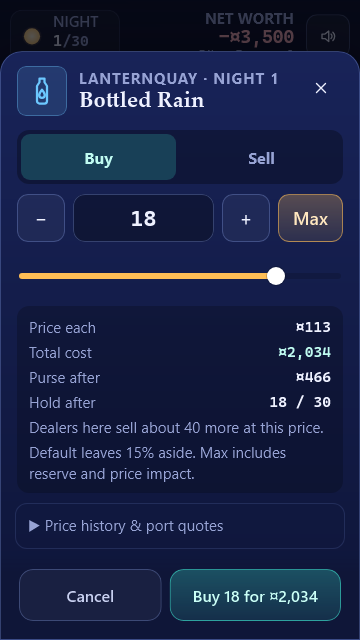 NIGHT
1/30
NET WORTH
−¤3,500
LANTERNQUAY · NIGHT 1
Bottled Rain
×
Buy
Sell
−
18
+
Max
Price each
¤113
Total cost
¤2,034
Purse after
¤466
Hold after
18 / 30
Dealers here sell about 40 more at this price.
Default leaves 15% aside. Max includes
reserve and price impact.
▶ Price history & port quotes
Cancel
Buy 18 for ¤2,034